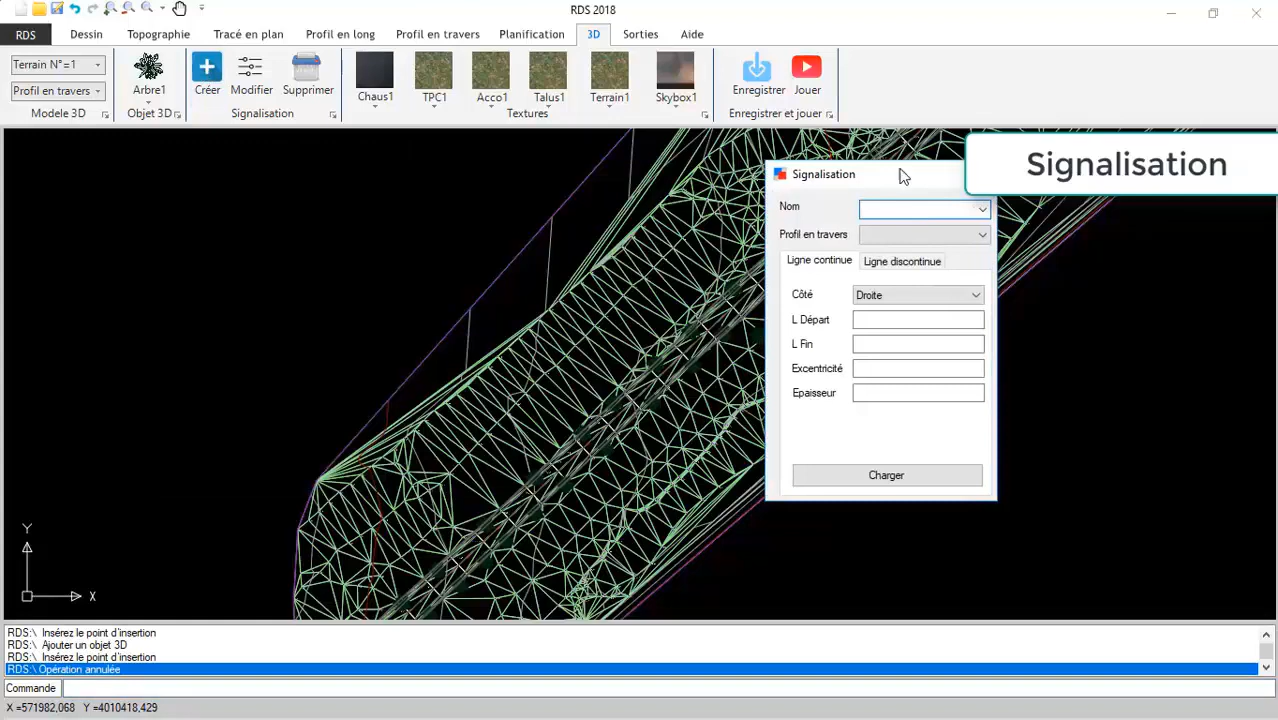 RDS 2018
RDS Dessin Topographie Tracé en plan Profil en long Profil en travers Planification 3D Sorties Aide
Terrain N°=1
Profil en travers
Modele 3D
Arbre1
Objet 3D
Créer Modifier Supprimer
Signalisation
Chaus1 TPC1 Acco1 Talus1 Terrain1 Skybox1
Textures
Enregistrer Jouer
Enregistrer et jouer
Signalisation
Signalisation
Nom
Profil en travers
Ligne continue Ligne discontinue
Côté Droite
L Départ
L Fin
Excentricité
Epaisseur
Charger
Y
X
RDS:\ Insérez le point d'insertion
RDS:\ Ajouter un objet 3D
RDS:\ Insérez le point d'insertion
RDS:\ Opération annulée
Commande
X =571982,068 Y =4010418,429